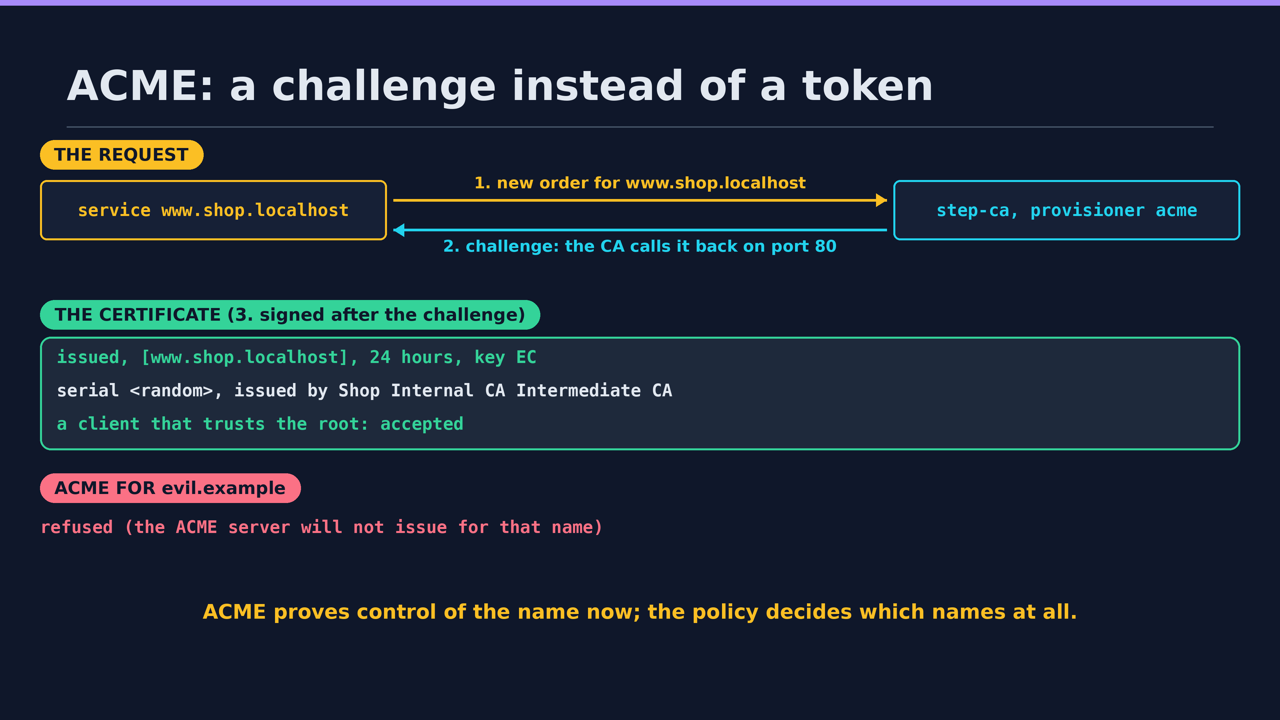 ACME: a challenge instead of a token
THE REQUEST
1. new order for www.shop.localhost
service www.shop.localhost
step-ca, provisioner acme
2. challenge: the CA calls it back on port 80
THE CERTIFICATE (3. signed after the challenge)
issued, [www.shop.localhost], 24 hours, key EC
serial <random>, issued by Shop Internal CA Intermediate CA
a client that trusts the root: accepted
ACME FOR evil.example
refused (the ACME server will not issue for that name)
ACME proves control of the name now; the policy decides which names at all.